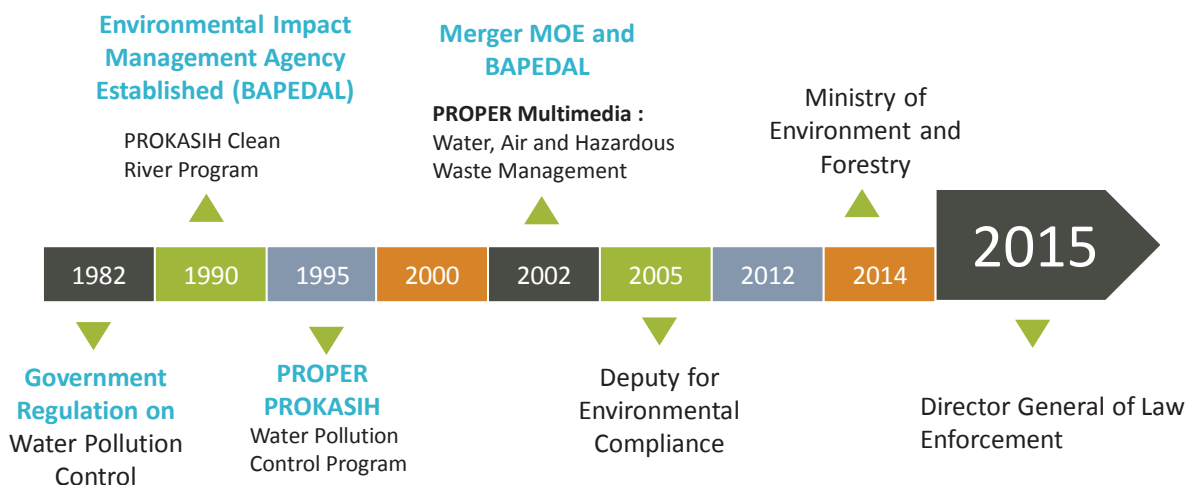 Environmental Impact
Management Agency
Established (BAPEDAL)
PROKASIH Clean
River Program
Merger MOE and
BAPEDAL
PROPER Multimedia :
Water, Air and Hazardous
Waste Management
Ministry of
Environment and
Forestry
1982
1990
1995
2000
2002
2005
2012
2014
2015
Government
Regulation on
Water Pollution
Control
PROPER
PROKASIH
Water Pollution
Control Program
Deputy for
Environmental
Compliance
Director General of Law
Enforcement